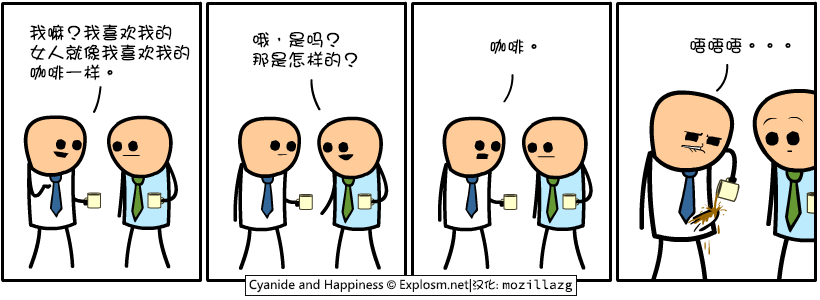 我嘛？我喜欢我的
女人就像我喜欢我的
咖啡一样。
哦，是吗？
那是怎样的？
咖啡。
唔唔唔。。。
Cyanide and Happiness © Explosm.net|汉化: mozillazg